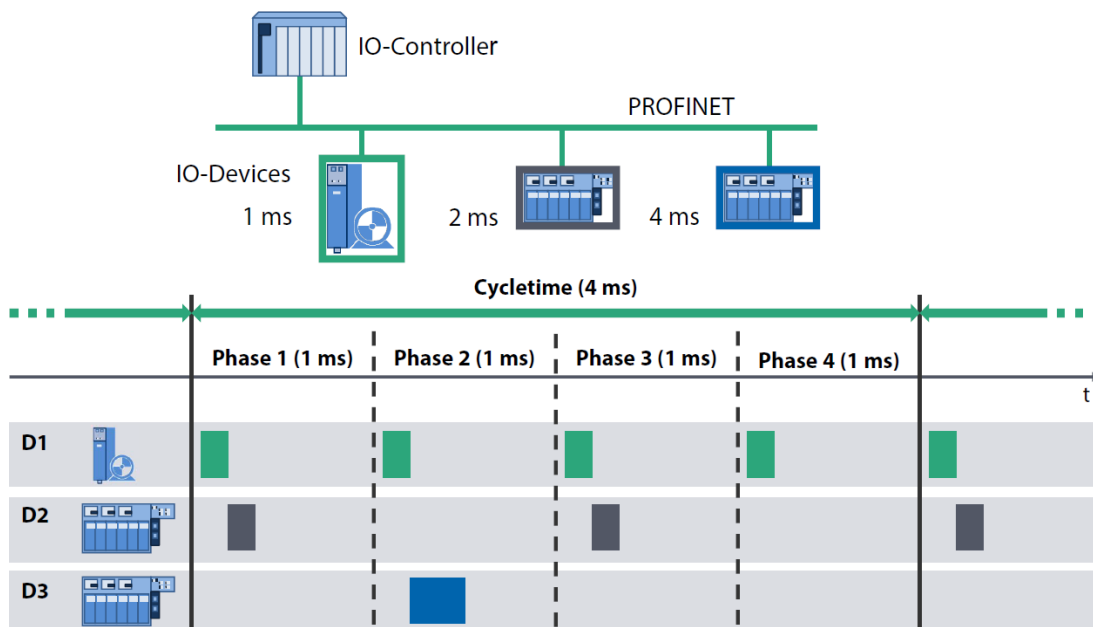 IO-Controller
PROFINET
IO-Devices
1 ms
2 ms
4 ms
Cycletime (4 ms)
Phase 1 (1 ms)
Phase 2 (1 ms)
Phase 3 (1 ms)
Phase 4 (1 ms)
t
D1
D2
D3